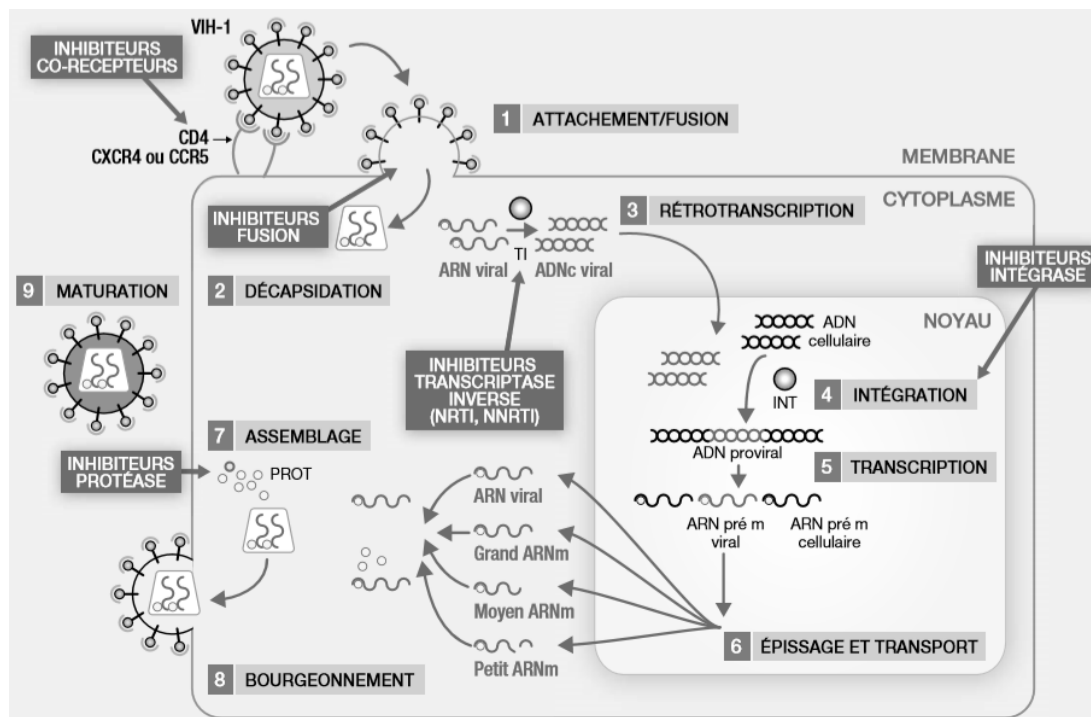 VIH-1
INHIBITEURS
CO-RECEPTEURS
CD4
CXCR4 ou CCR5
1 ATTACHEMENT/FUSION
MEMBRANE
CYTOPLASME
INHIBITEURS
FUSION
3 RÉTROTRANSCRIPTION
TI
ARN viral
ADNc viral
INHIBITEURS
INTÉGRASE
9 MATURATION
2 DÉCAPSIDATION
NOYAU
ADN
cellulaire
INHIBITEURS
TRANSCRIPTASE
INVERSE
(NRTI, NNRTI)
INT
4 INTÉGRATION
7 ASSEMBLAGE
ADN proviral
INHIBITEURS
PROTÉASE
PROT
5 TRANSCRIPTION
ARN viral
ARN pré m
viral
ARN pré m
cellulaire
Grand ARNm
Moyen ARNm
6 ÉPISSAGE ET TRANSPORT
Petit ARNm
8 BOURGEONNEMENT